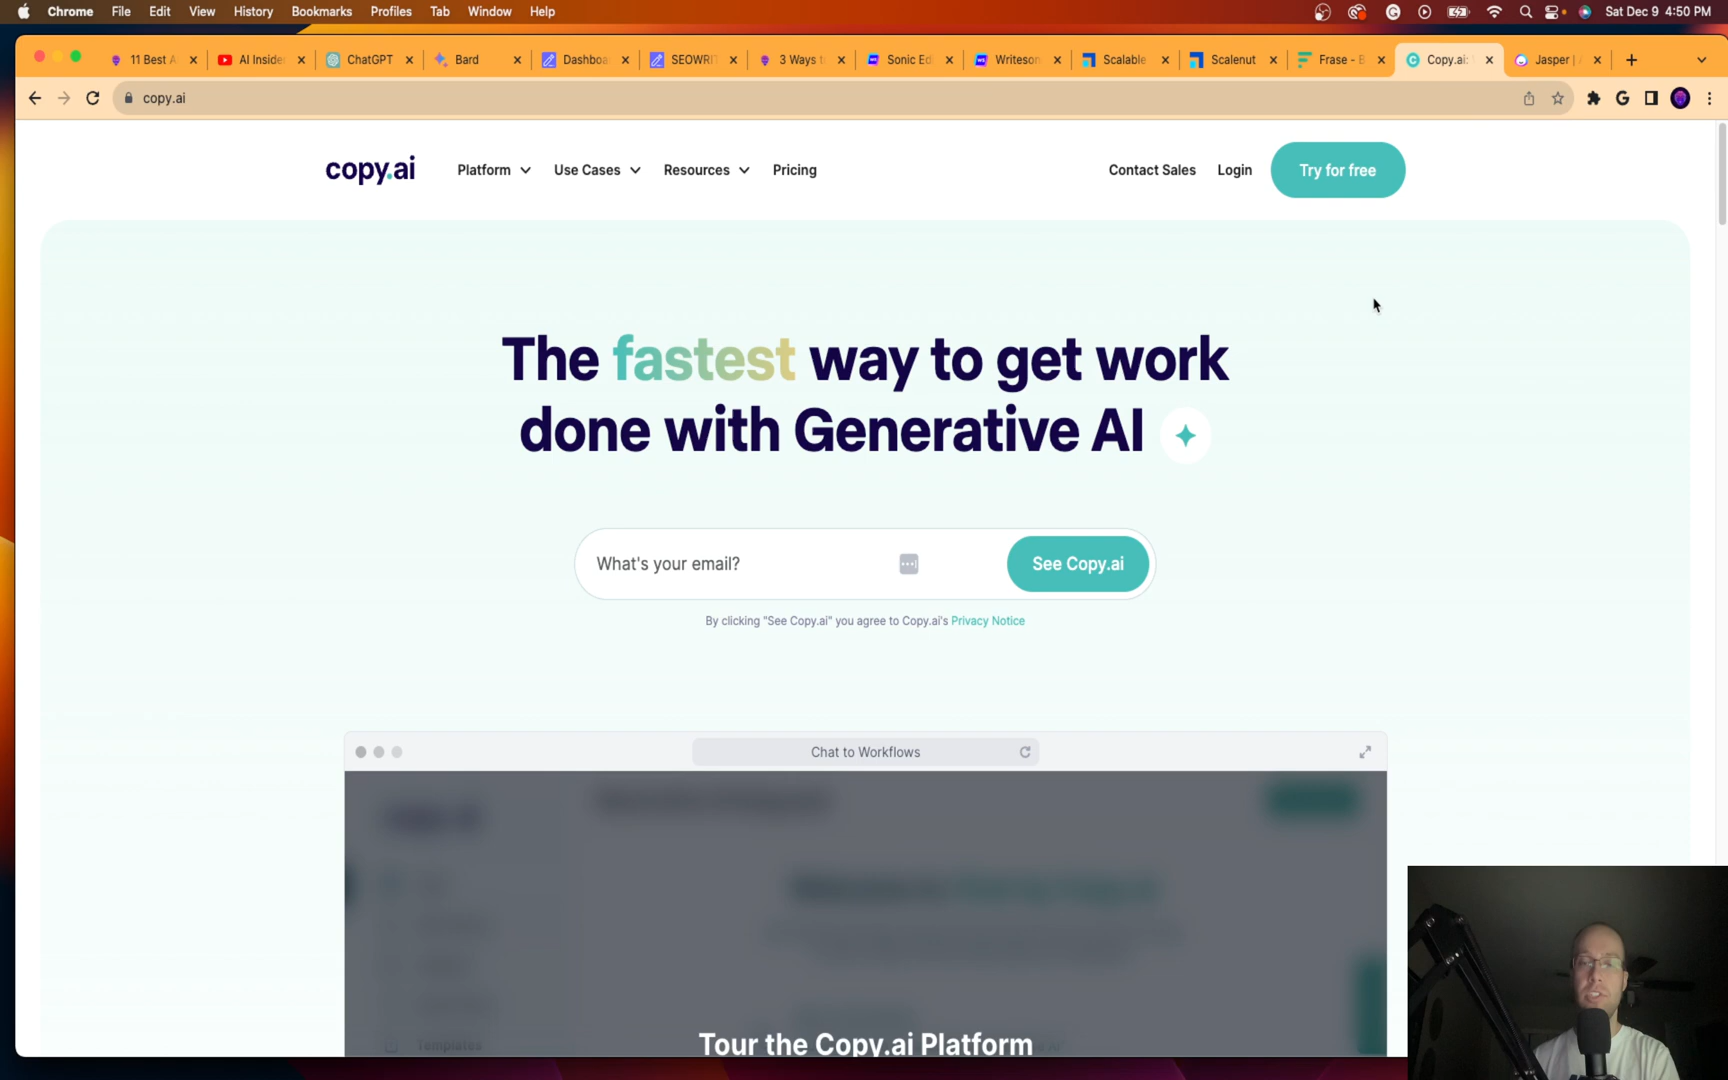 Chrome File Edit View History Bookmarks Profiles Tab Window Help Sat Dec 9 4:50 PM
11 Best A AI Inside ChatGPT Bard Dashboa SEOWRIT 3 Ways t Sonic Edi Writeson Scalable Scalenut Frase - B Copy.ai: Jasper | A
copy.ai
copy.ai Platform Use Cases Resources Pricing Contact Sales Login Try for free
The fastest way to get work
done with Generative AI
What's your email? See Copy.ai
By clicking "See Copy.ai" you agree to Copy.ai's Privacy Notice
Chat to Workflows
Templates
Tour the Copy.ai Platform